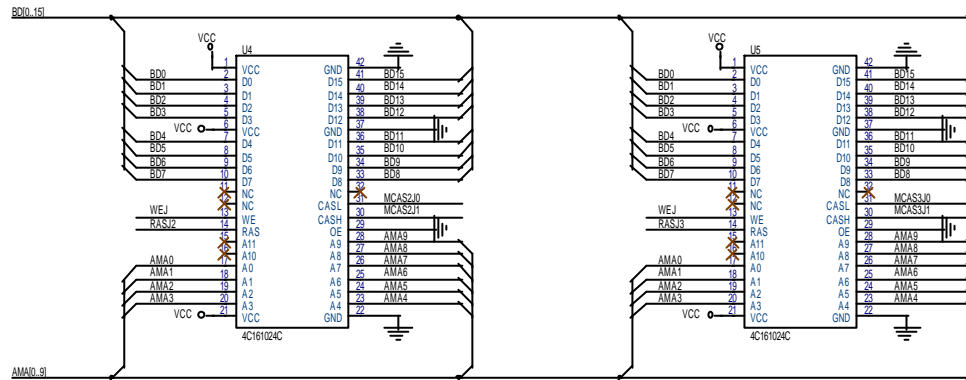 BD[0..15]
VCC U4 VCC U5
1 VCC GND 42
BD0 2 D0 D15 41 BD15
BD1 3 D1 D14 40 BD14
BD2 4 D2 D13 39 BD13
BD3 5 D3 D12 38 BD12
VCC 6 VCC GND 37
BD4 7 D4 D11 36 BD11
BD5 8 D5 D10 35 BD10
BD6 9 D6 D9 34 BD9
BD7 10 D7 D8 33 BD8
11 NC NC 32
12 NC CASL 31 MCAS2J0
WEJ 13 WE CASH 30 MCAS2J1
RASJ2 14 RAS OE 29
15 A11 A9 28 AMA9
16 A10 A8 27 AMA8
AMA0 17 A0 A7 26 AMA7
AMA1 18 A1 A6 25 AMA6
AMA2 19 A2 A5 24 AMA5
AMA3 20 A3 A4 23 AMA4
VCC 21 VCC GND 22
4C161024C
1 VCC GND 42
BD0 2 D0 D15 41 BD15
BD1 3 D1 D14 40 BD14
BD2 4 D2 D13 39 BD13
BD3 5 D3 D12 38 BD12
VCC 6 VCC GND 37
BD4 7 D4 D11 36 BD11
BD5 8 D5 D10 35 BD10
BD6 9 D6 D9 34 BD9
BD7 10 D7 D8 33 BD8
11 NC NC 32
12 NC CASL 31 MCAS3J0
WEJ 13 WE CASH 30 MCAS3J1
RASJ3 14 RAS OE 29
15 A11 A9 28 AMA9
16 A10 A8 27 AMA8
AMA0 17 A0 A7 26 AMA7
AMA1 18 A1 A6 25 AMA6
AMA2 19 A2 A5 24 AMA5
AMA3 20 A3 A4 23 AMA4
VCC 21 VCC GND 22
4C161024C
AMA[0..9]